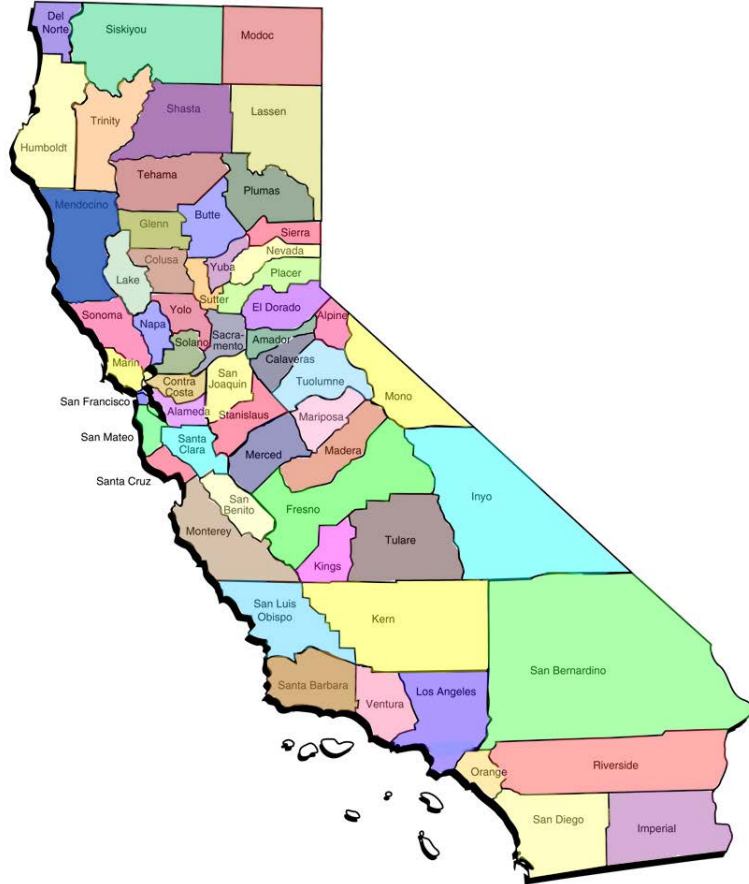 Del
Norte
Siskiyou
Modoc
Shasta
Lassen
Trinity
Humboldt
Tehama
Plumas
Mendocino
Butte
Glenn
Sierra
Nevada
Colusa
Yuba
Placer
Lake
Sutter
El Dorado
Yolo
Sonoma
Alpine
Napa
Sacra-
mento
Solano
Amador
Calaveras
Marin
San
Joaquin
Contra
Costa
Tuolumne
Mono
San Francisco
Alameda
Stanislaus
Mariposa
San Mateo
Santa
Clara
Madera
Merced
Santa Cruz
Inyo
San
Benito
Fresno
Monterey
Tulare
Kings
San Luis
Obispo
Kern
San Bernardino
Santa Barbara
Los Angeles
Ventura
Riverside
Orange
San Diego
Imperial